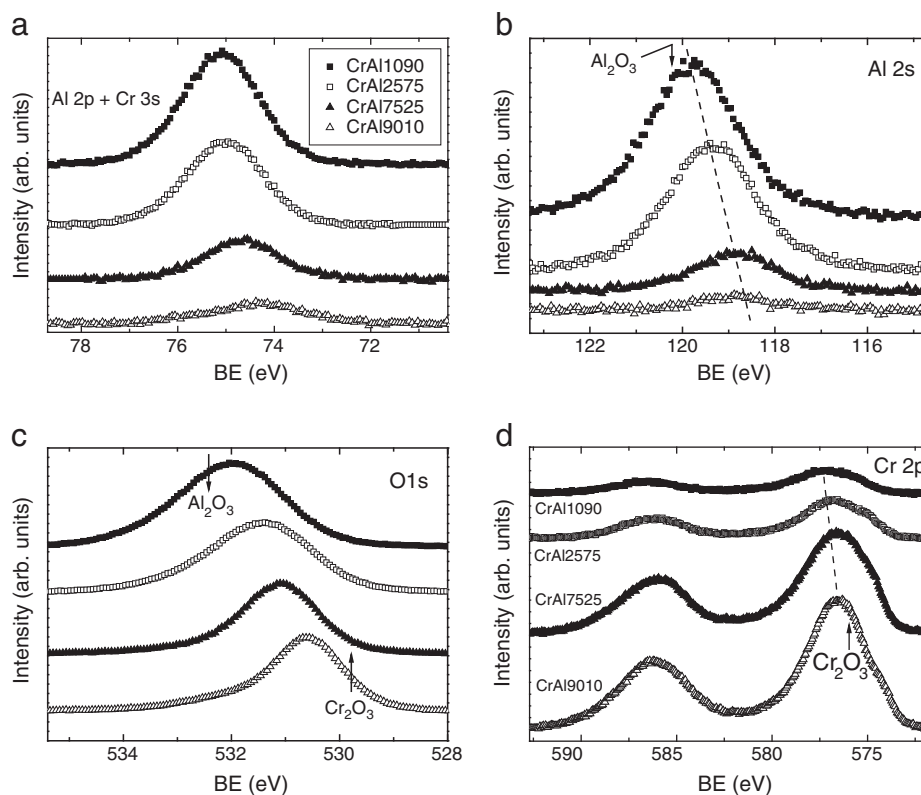 a
Al 2p + Cr 3s
CrAl1090
CrAl2575
CrAl7525
CrAl9010
Intensity (arb. units)
78 76 74 72
BE (eV)
b
Al₂O₃
Al 2s
Intensity (arb. units)
122 120 118 116 114
BE (eV)
c
O1s
Al₂O₃
Cr₂O₃
Intensity (arb. units)
534 532 530 528
BE (eV)
d
Cr 2p
CrAl1090
CrAl2575
CrAl7525
CrAl9010
Cr₂O₃
Intensity (arb. units)
590 585 580 575
BE (eV)